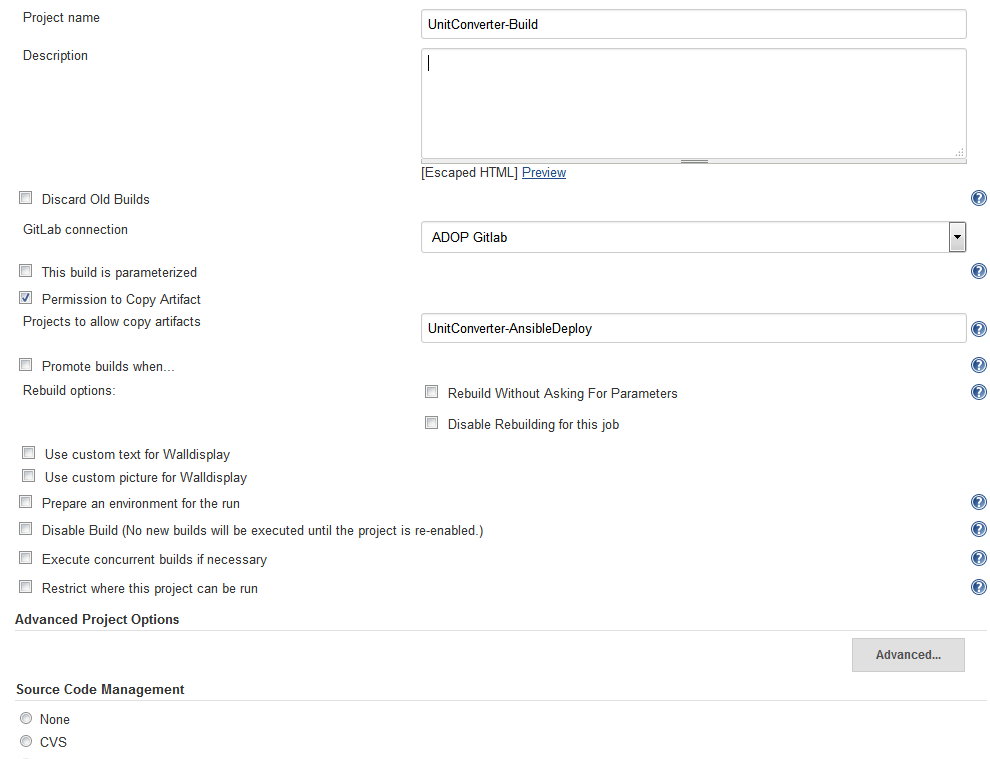 Project name
UnitConverter-Build
Description
[Escaped HTML] Preview
Discard Old Builds
GitLab connection
ADOP Gitlab
This build is parameterized
Permission to Copy Artifact
Projects to allow copy artifacts
UnitConverter-AnsibleDeploy
Promote builds when...
Rebuild options:
Rebuild Without Asking For Parameters
Disable Rebuilding for this job
Use custom text for Walldisplay
Use custom picture for Walldisplay
Prepare an environment for the run
Disable Build (No new builds will be executed until the project is re-enabled.)
Execute concurrent builds if necessary
Restrict where this project can be run
Advanced Project Options
Advanced...
Source Code Management
None
CVS